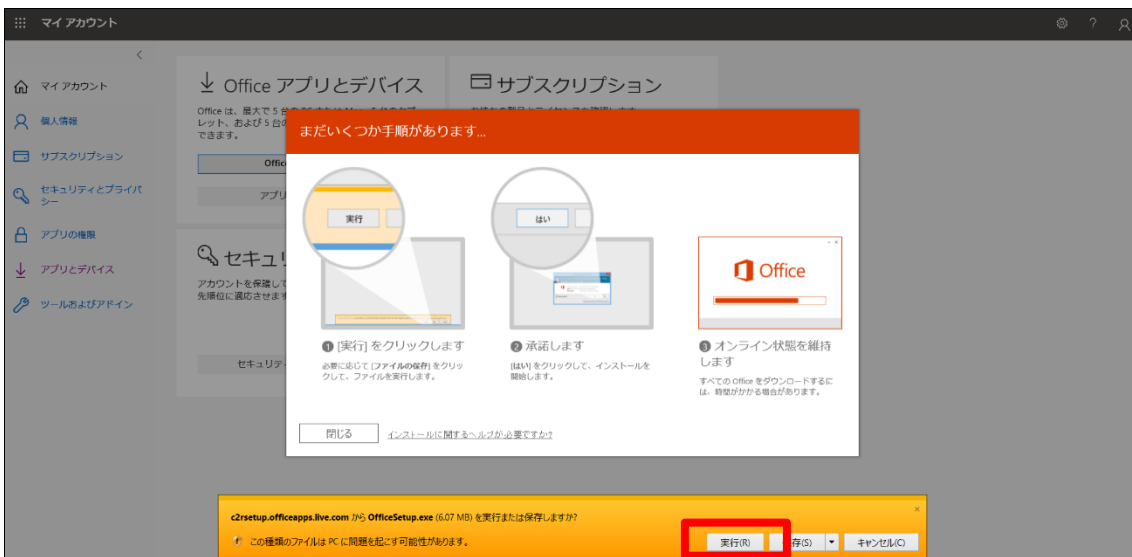 マイ アカウント
マイ アカウント
個人情報
サブスクリプション
セキュリティとプライバ
シー
アプリの権限
アプリとデバイス
ツールおよびアドイン
Office アプリとデバイス
Office は、最大で 5 台の
レット、および 5 台の
できます。
Offic
アプリ
サブスクリプション
セキュリ
アカウントを保護して
先順位に適応させます
セキュリテ
まだいくつか手順があります...
実行
はい
Office
❶ [実行] をクリックします
必要に応じて [ファイルの保存] をクリッ
クして、ファイルを実行します。
❷ 承諾します
[はい] をクリックして、インストールを
開始します。
❸ オンライン状態を維持
します
すべての Office をダウンロードするに
は、時間がかかる場合があります。
閉じる
インストールに関するヘルプが必要ですか?
c2rsetup.officeapps.live.com から OfficeSetup.exe (6.07 MB) を実行または保存しますか?
この種類のファイルは PC に問題を起こす可能性があります。
実行(R)
存(S)
キャンセル(C)